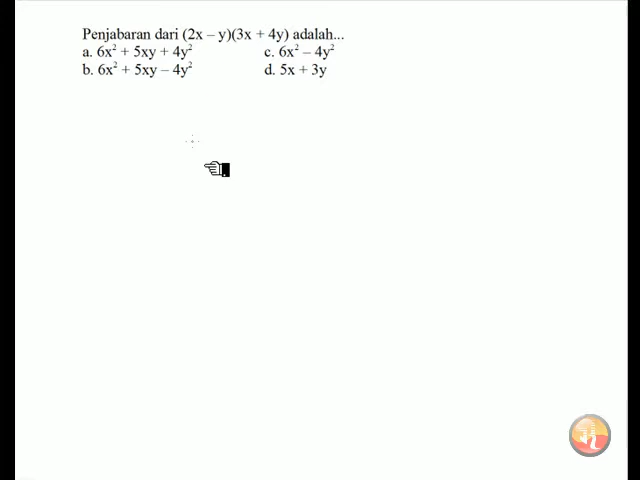 Penjabaran dari (2x – y)(3x + 4y) adalah...
a. 6x² + 5xy + 4y² c. 6x² – 4y²
b. 6x² + 5xy – 4y² d. 5x + 3y